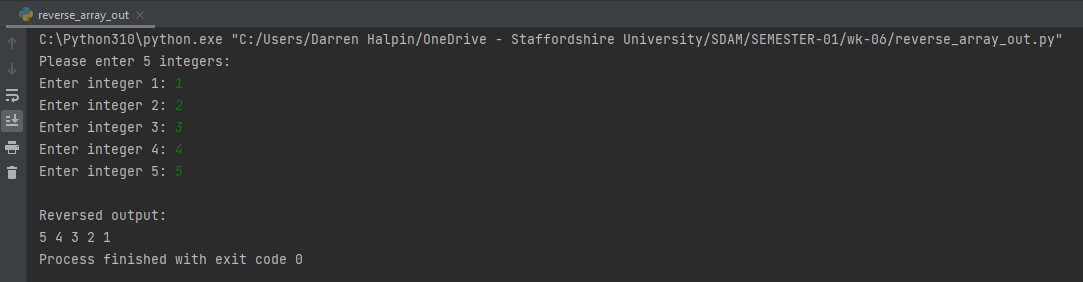 reverse_array_out
C:\Python310\python.exe "C:/Users/Darren Halpin/OneDrive - Staffordshire University/SDAM/SEMESTER-01/wk-06/reverse_array_out.py"
Please enter 5 integers:
Enter integer 1: 1
Enter integer 2: 2
Enter integer 3: 3
Enter integer 4: 4
Enter integer 5: 5
Reversed output:
5 4 3 2 1
Process finished with exit code 0